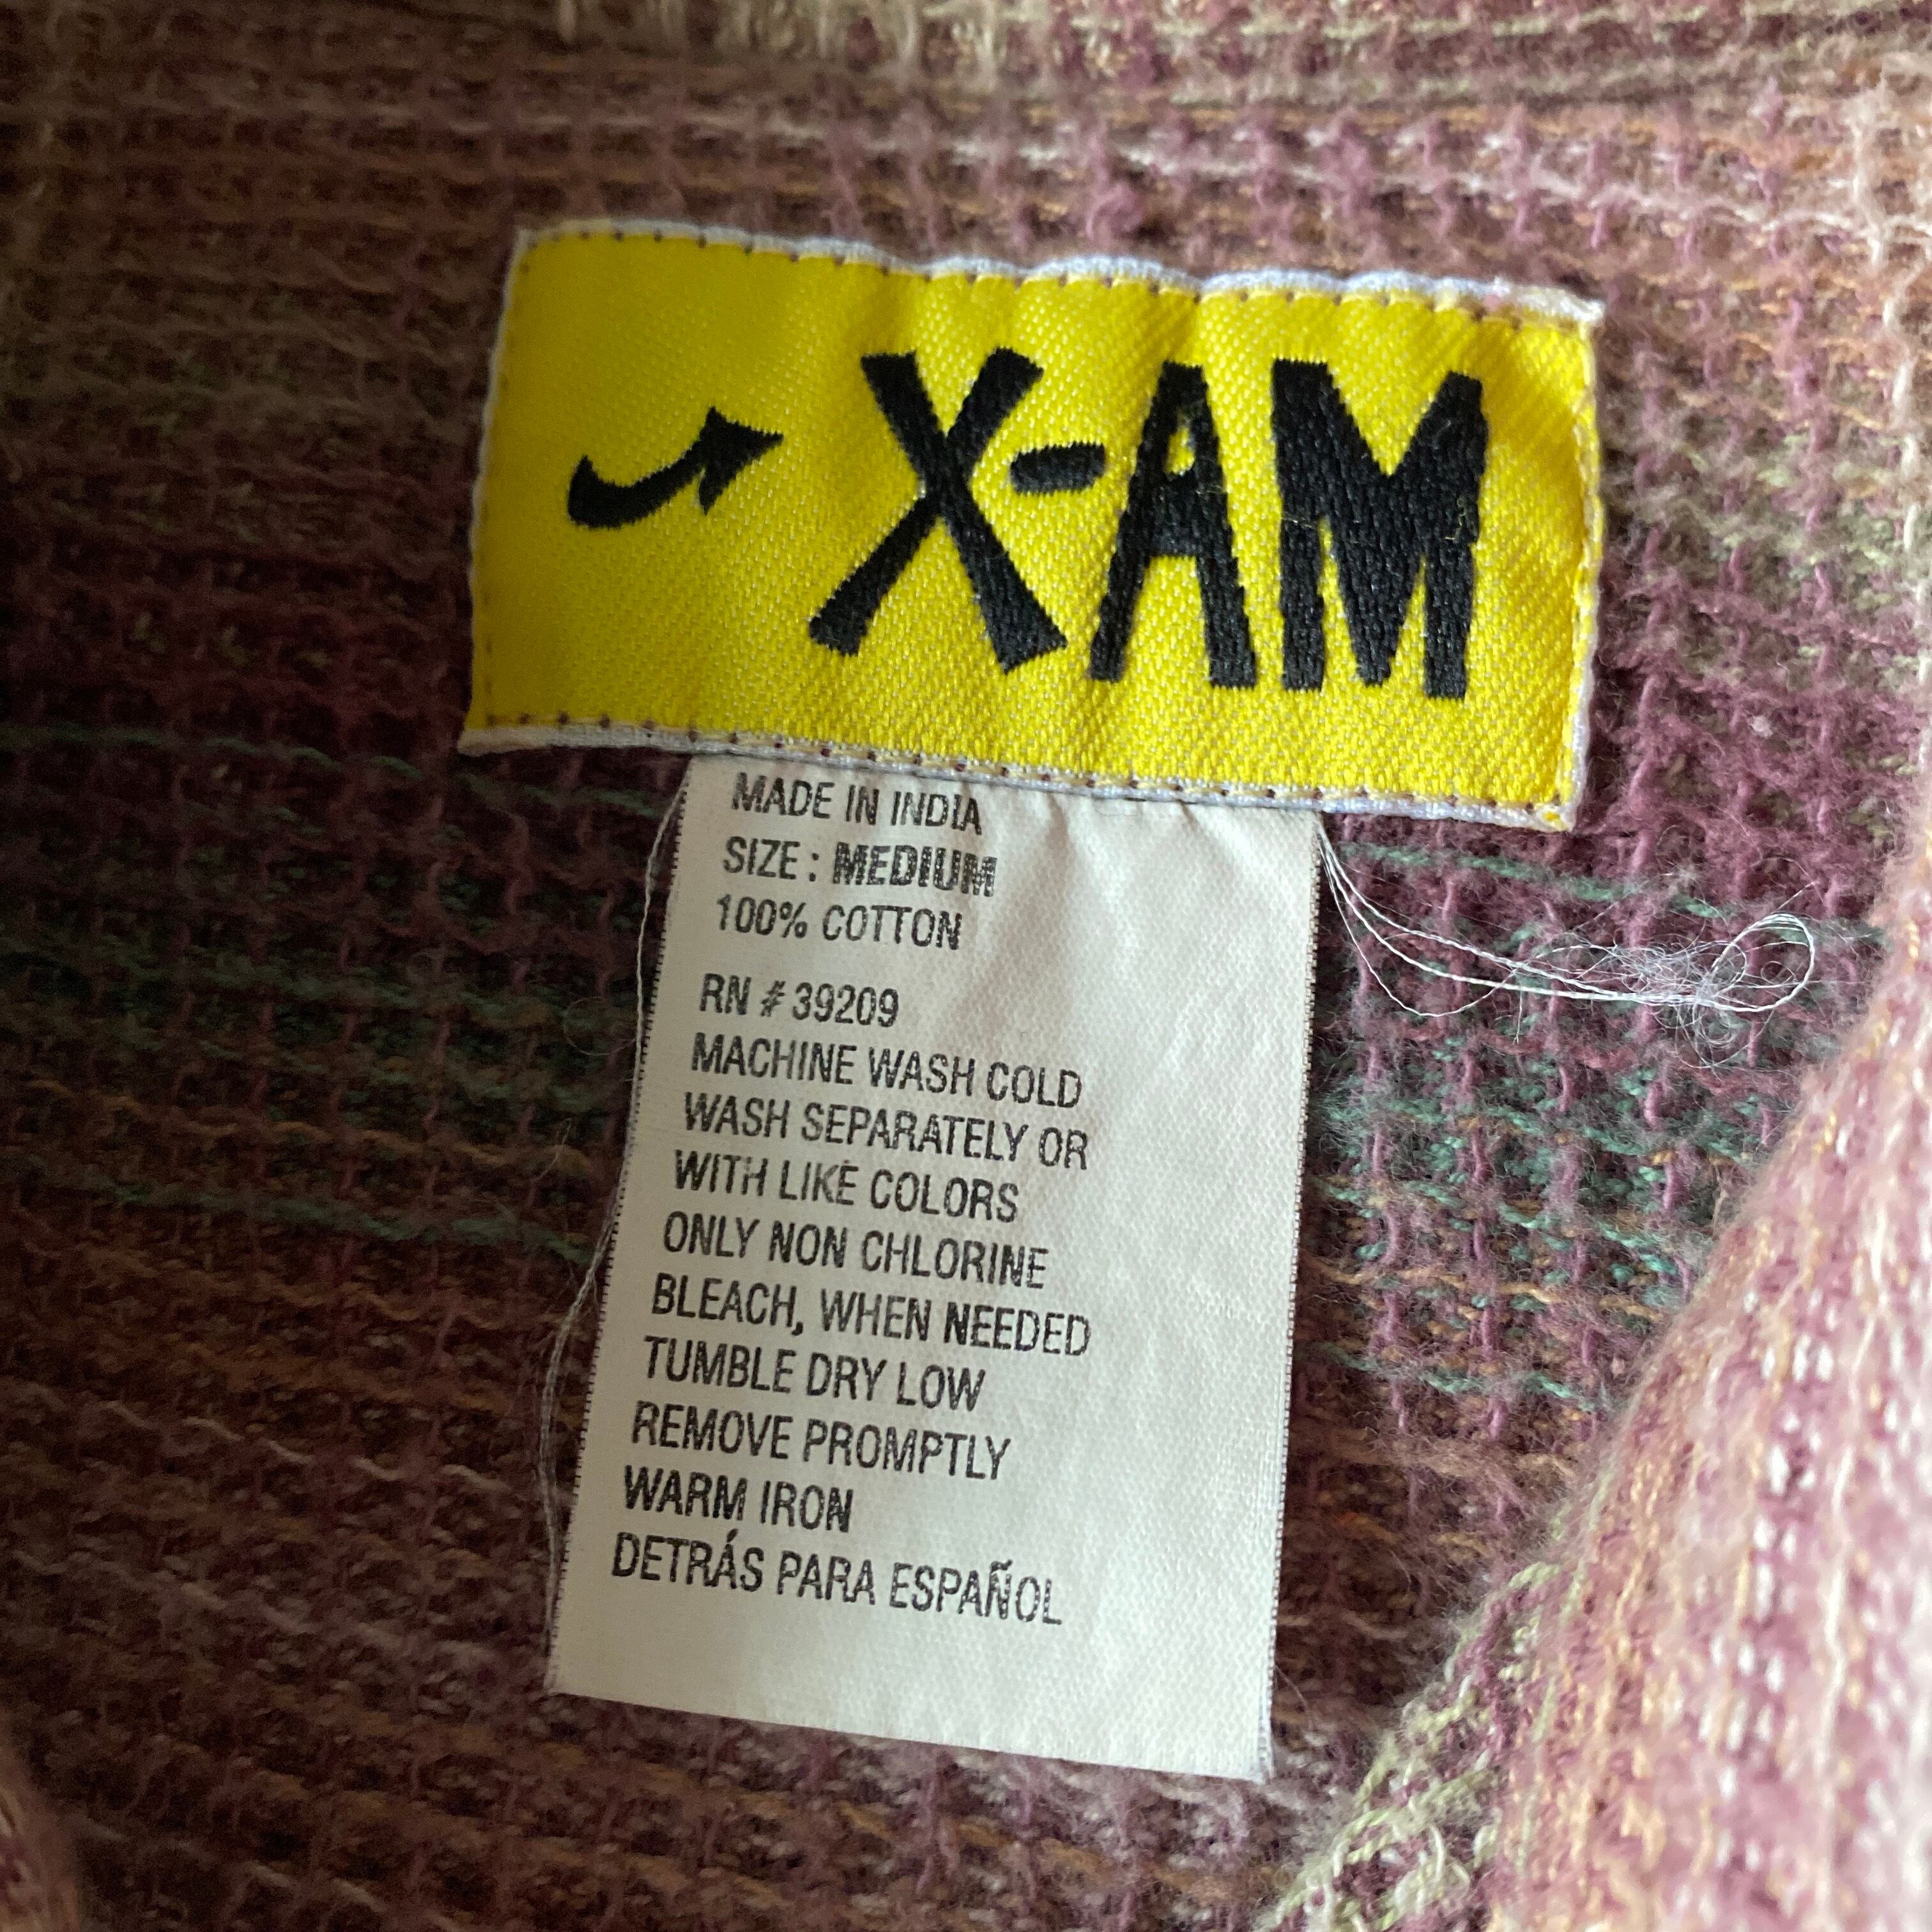 X-AM
MADE IN INDIA
SIZE : MEDIUM
100% COTTON
RN # 39209
MACHINE WASH COLD
WASH SEPARATELY OR
WITH LIKE COLORS
ONLY NON CHLORINE
BLEACH, WHEN NEEDED
TUMBLE DRY LOW
REMOVE PROMPTLY
WARM IRON
DETRÁS PARA ESPAÑOL